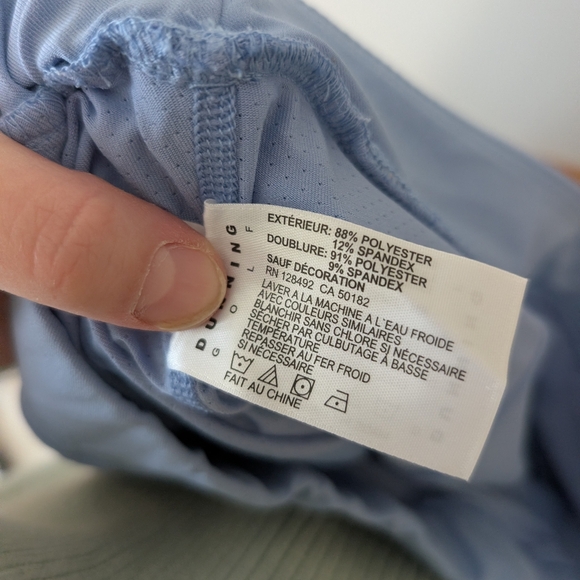 DUNNING
GOLF
EXTÉRIEUR: 88% POLYESTER
12% SPANDEX
DOUBLURE: 91% POLYESTER
9% SPANDEX
SAUF DÉCORATION
RN 128492 CA 50182
LAVER A LA MACHINE A L'EAU FROIDE
AVEC COULEURS SIMILAIRES
BLANCHIR SANS CHLORE SI NÉCESSAIRE
SÉCHER PAR CULBUTAGE À BASSE
TEMPÉRATURE
REPASSER AU FER FROID
SI NÉCESSAIRE
FAIT AU CHINE